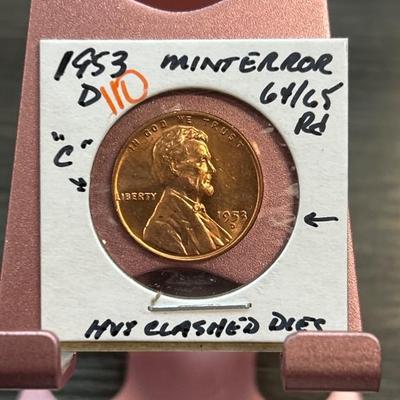 1953 MINTERROR
D 110 64/65
"C" Rd
IN GOD WE TRUST
LIBERTY
1953
D
HVY CLASHED DIES